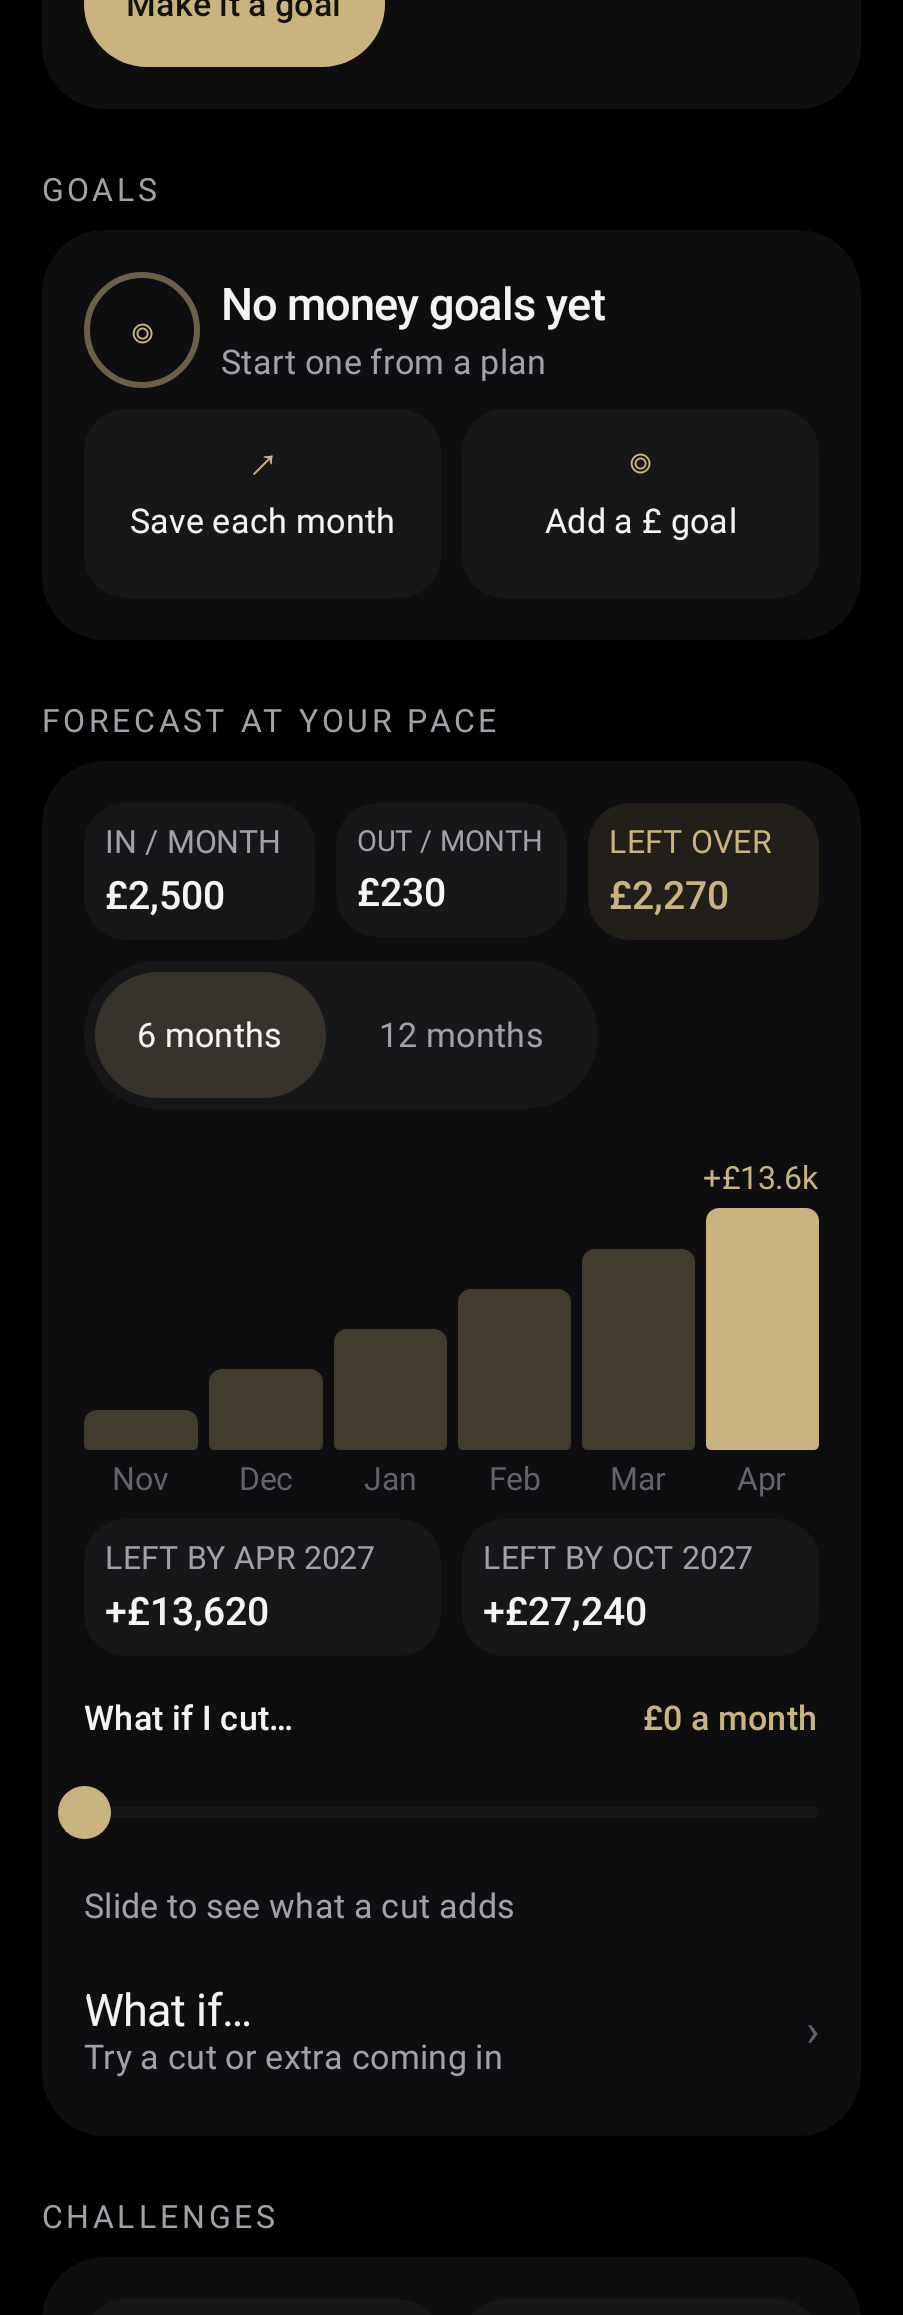 Make it a goal
GOALS
No money goals yet
Start one from a plan
Save each month
Add a £ goal
FORECAST AT YOUR PACE
IN / MONTH
£2,500
OUT / MONTH
£230
LEFT OVER
£2,270
6 months
12 months
+£13.6k
Nov
Dec
Jan
Feb
Mar
Apr
LEFT BY APR 2027
+£13,620
LEFT BY OCT 2027
+£27,240
What if I cut…
£0 a month
Slide to see what a cut adds
What if…
Try a cut or extra coming in
CHALLENGES